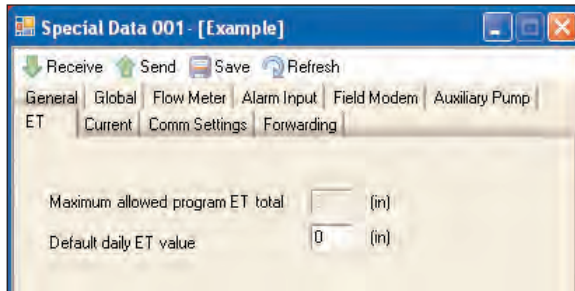 Special Data 001- [Example]
Receive Send Save Refresh
General Global Flow Meter Alarm Input Field Modem Auxiliary Pump
ET Current Comm Settings Forwarding
Maximum allowed program ET total (in)
Default daily ET value 0 (in)